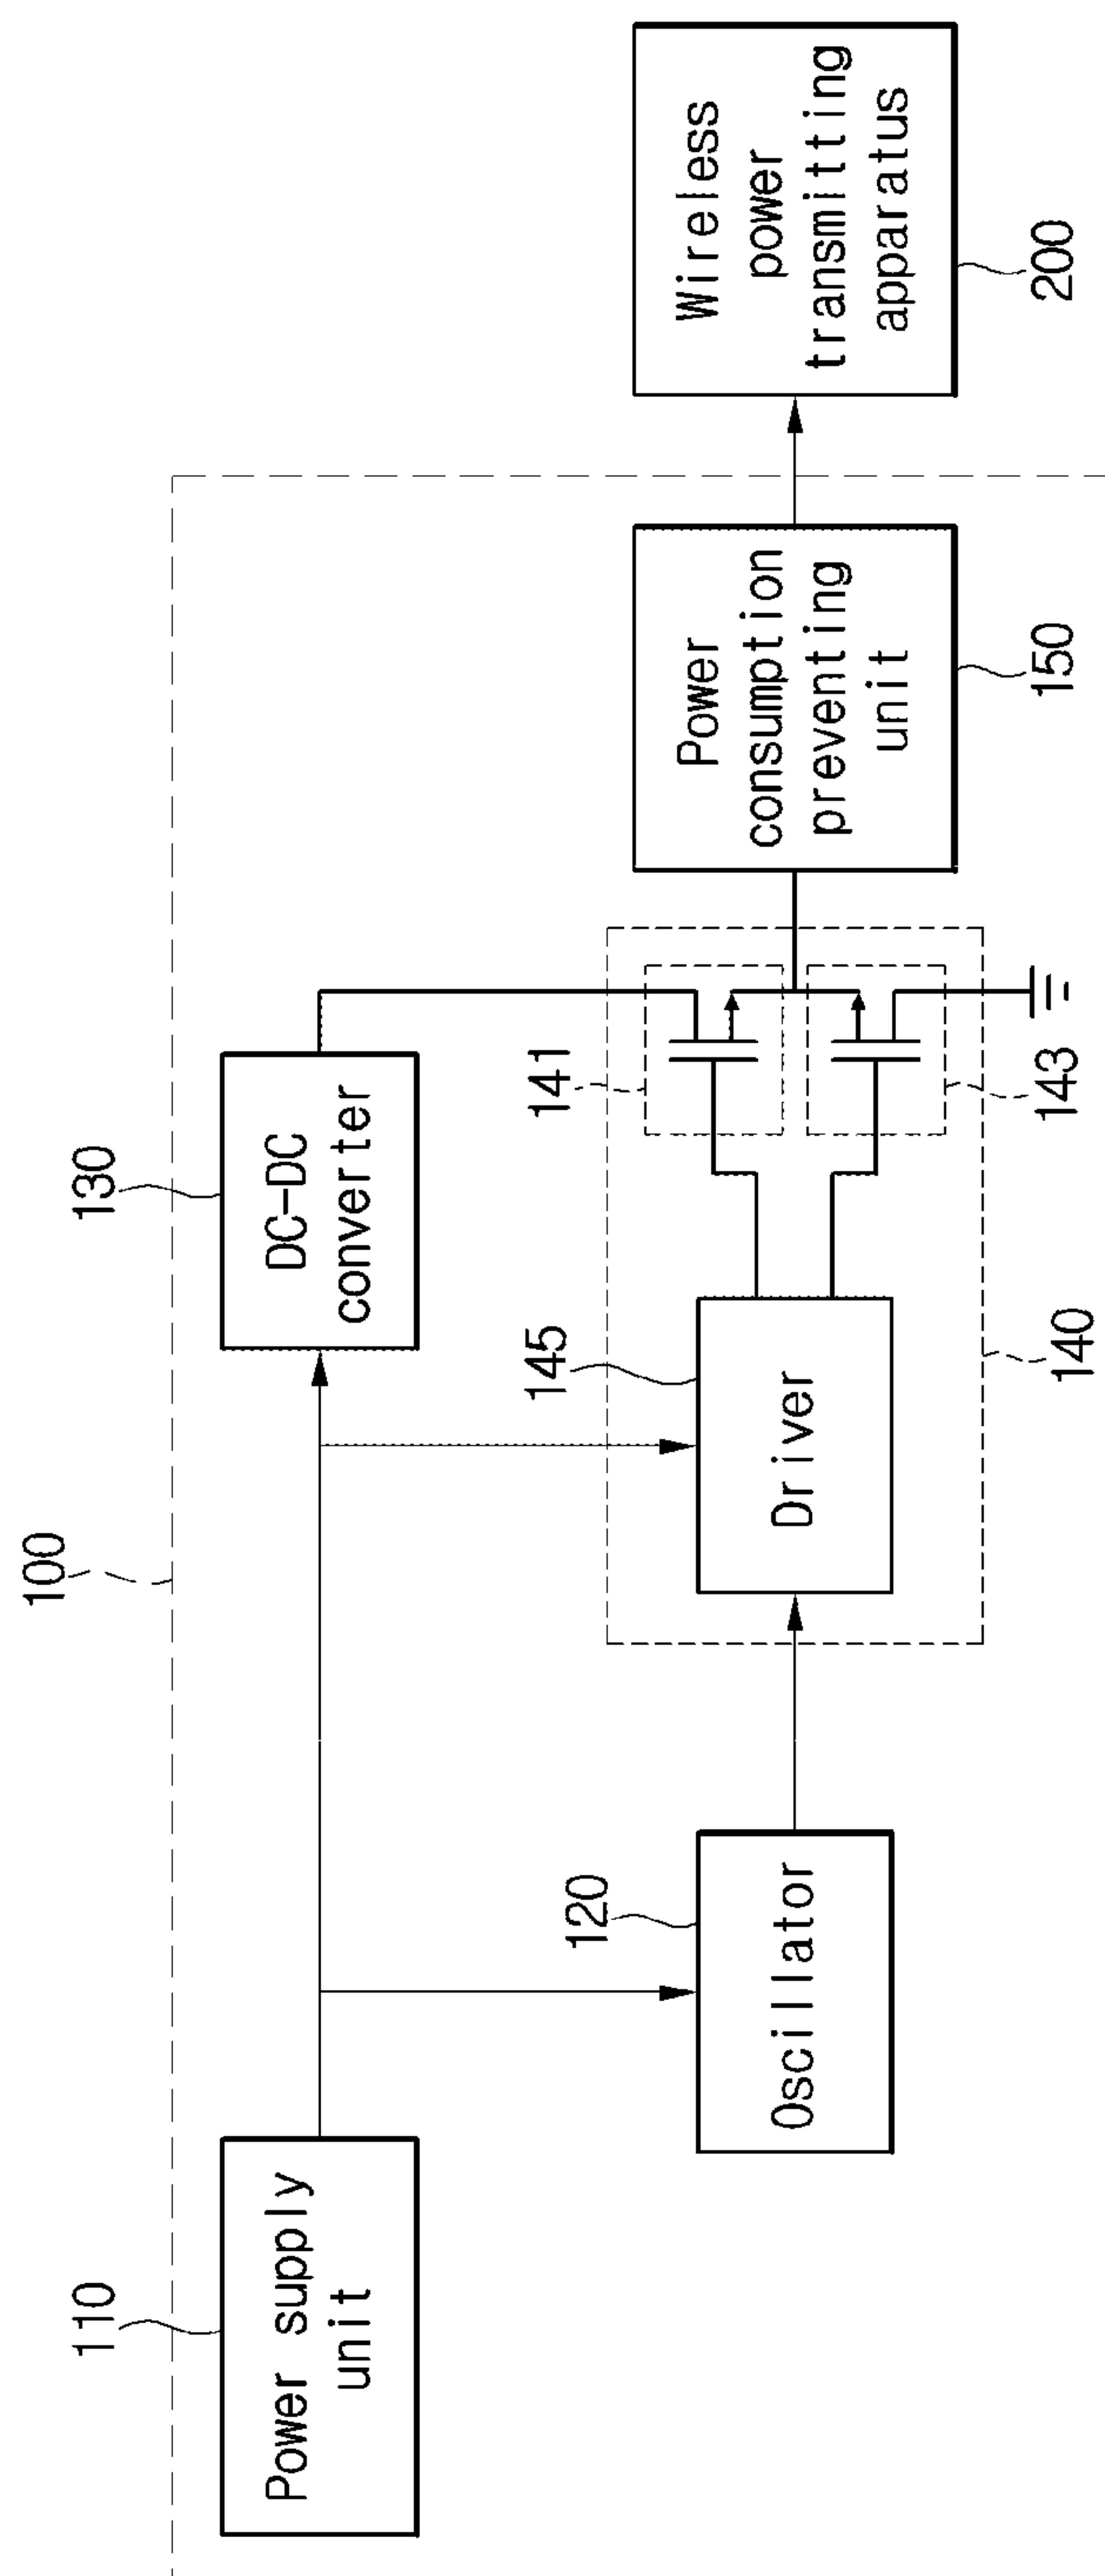 100
110
Power supply
unit
130
DC-DC
converter
120
Oscillator
145
Driver
141
143
140
Power
consumption
preventing
unit
150
Wireless
power
transmitting
apparatus
200